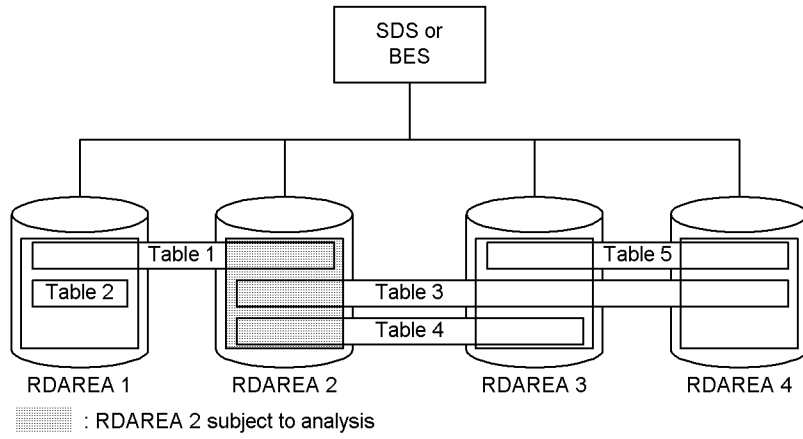 SDS or
BES
Table 1
Table 5
Table 2
Table 3
Table 4
RDAREA 1
RDAREA 2
RDAREA 3
RDAREA 4
: RDAREA 2 subject to analysis